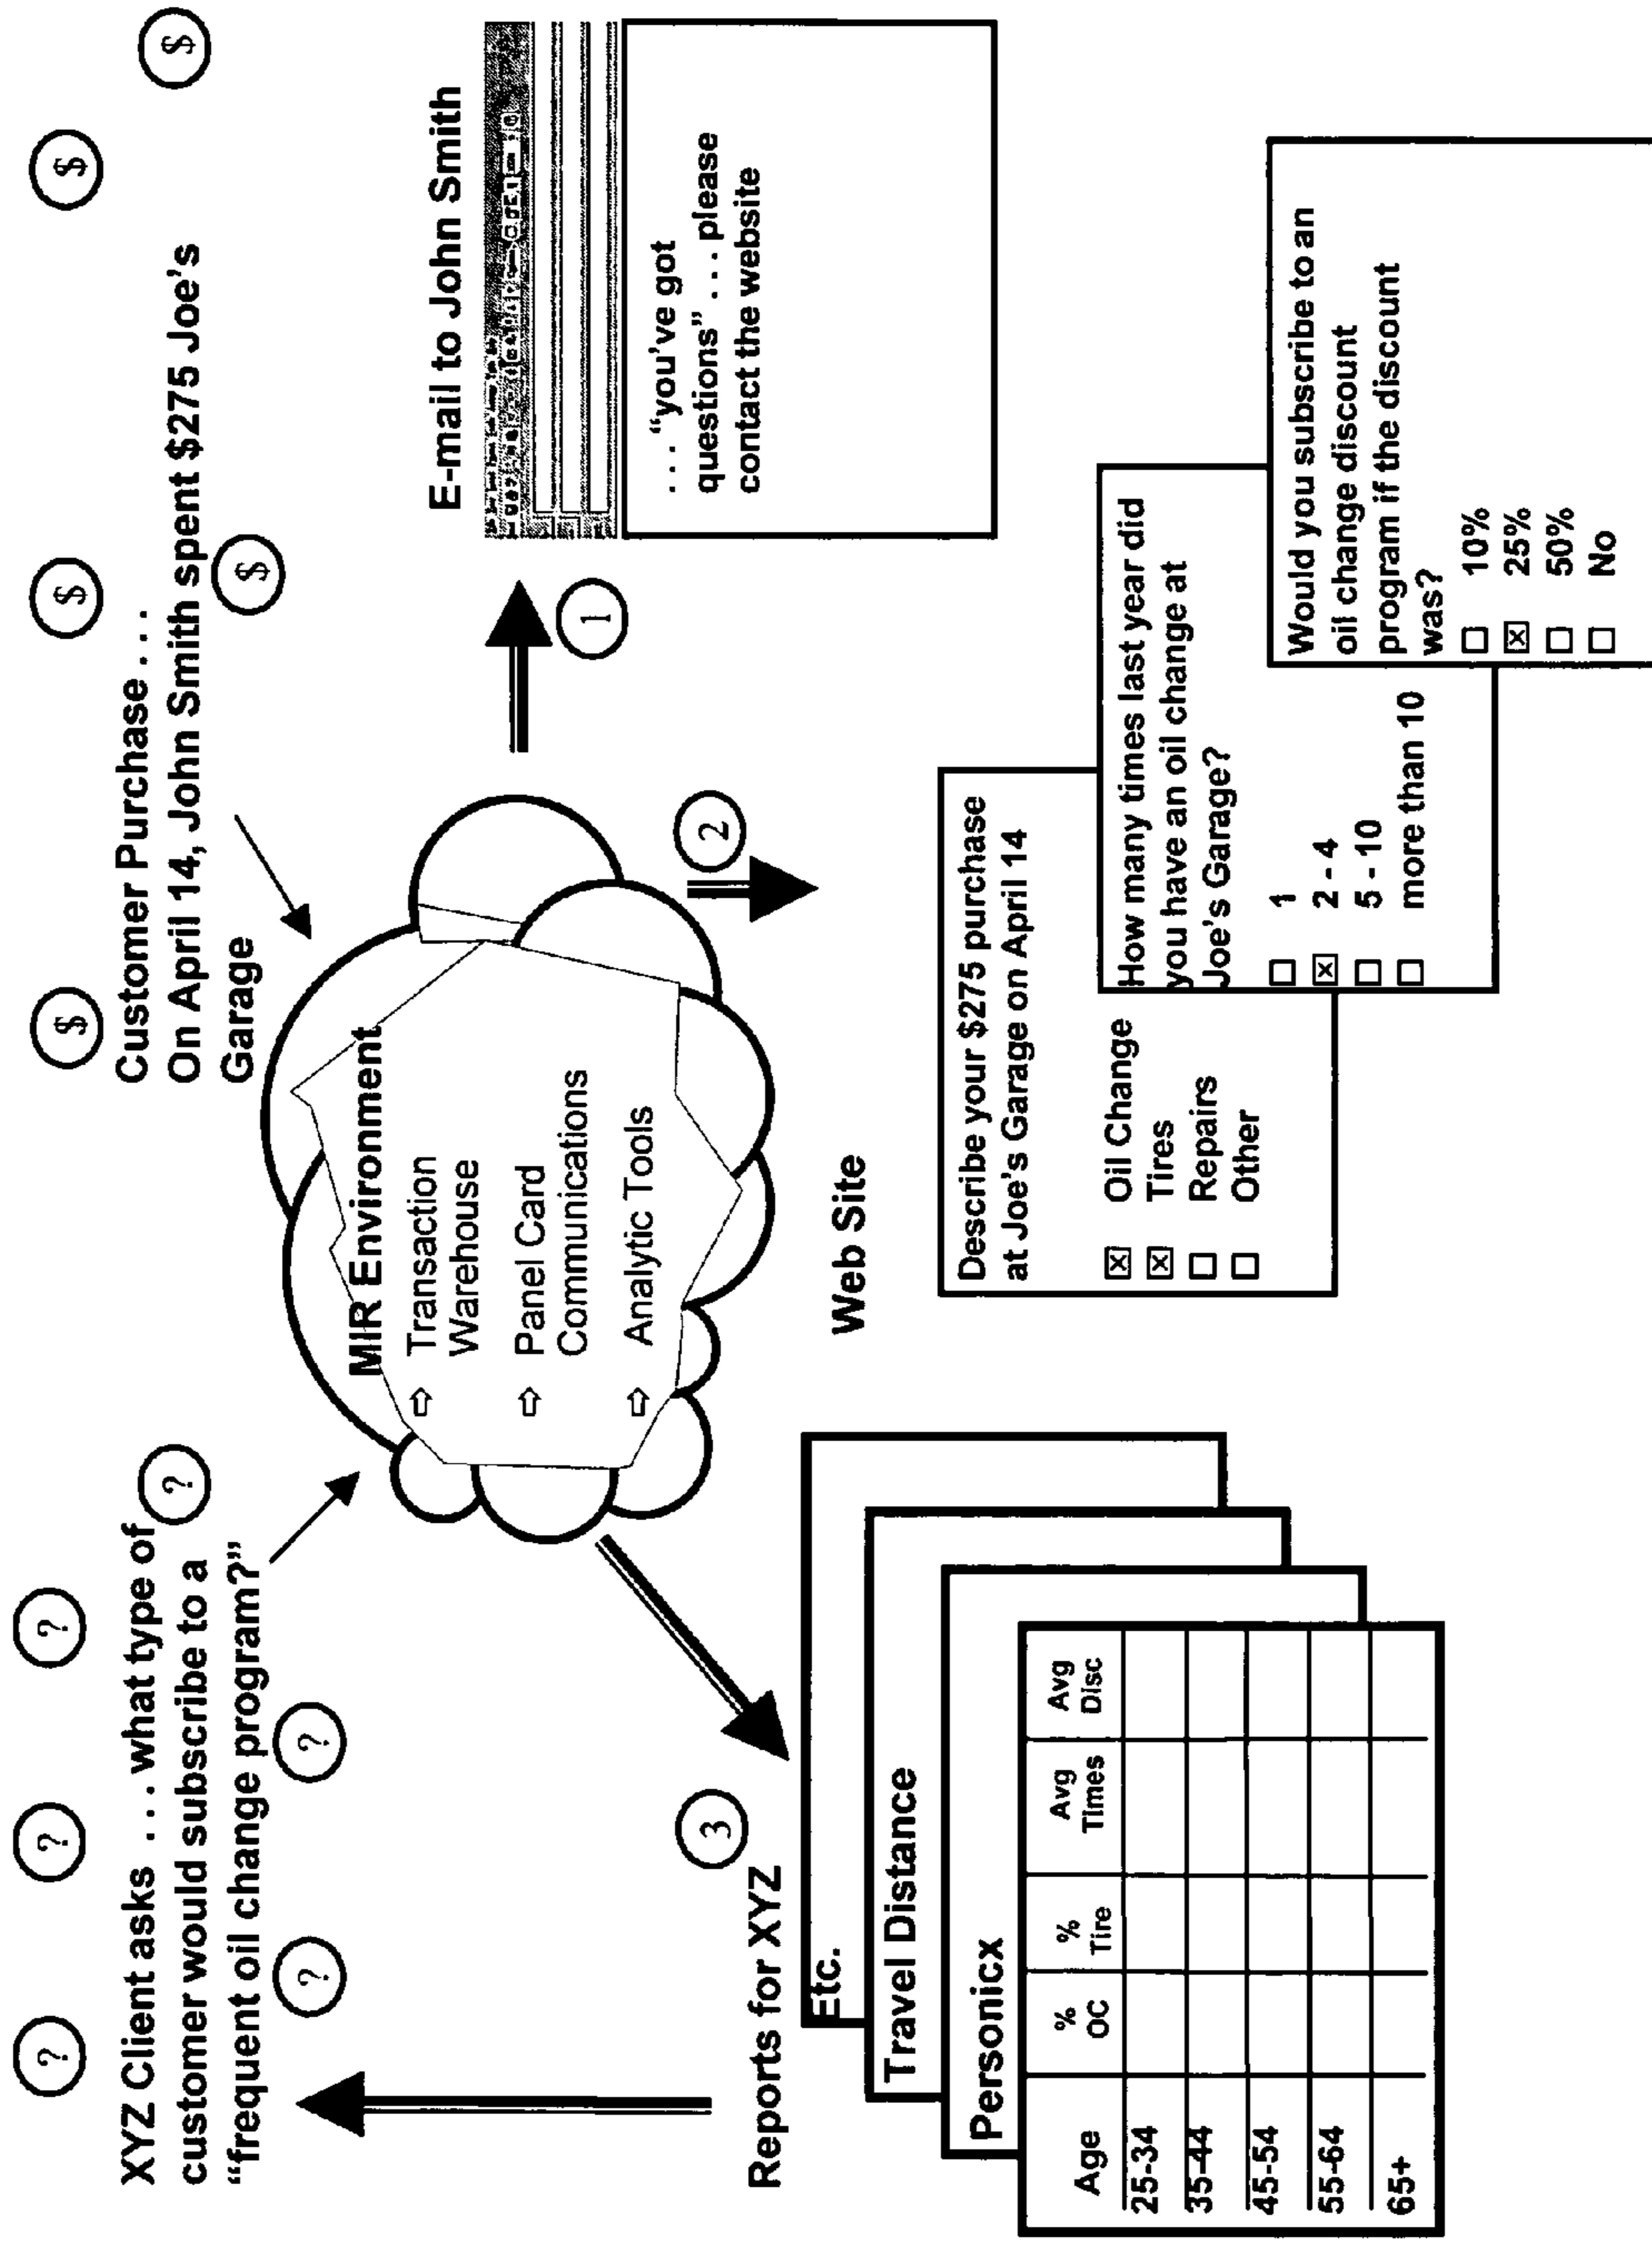 ?
?
?
XYZ Client asks . . . what type of
customer would subscribe to a
“frequent oil change program?”
?
?
?
$
$
$
$
$
$
Customer Purchase . . .
On April 14, John Smith spent $275 Joe's
Garage
MIR Environment
⇨ Transaction
Warehouse
⇨ Panel Card
Communications
⇨ Analytic Tools
1
E-mail to John Smith
. . . “you’ve got
questions” . . . please
contact the website
2
Web Site
Describe your $275 purchase
at Joe's Garage on April 14
☒ Oil Change
☒ Tires
☐ Repairs
☐ Other
How many times last year did
you have an oil change at
Joe's Garage?
☐ 1
☒ 2 - 4
☐ 5 - 10
☐ more than 10
Would you subscribe to an
oil change discount
program if the discount
was?
☐ 10%
☒ 25%
☐ 50%
☐ No
3
Reports for XYZ
Etc.
Travel Distance
Personicx
Age % OC % Tire Avg Times Avg Disc
25-34
35-44
45-54
55-64
65+